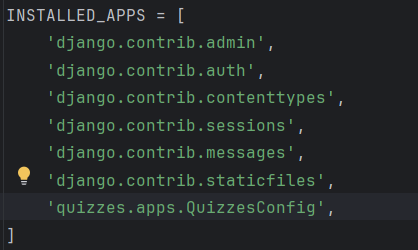 INSTALLED_APPS = [
    'django.contrib.admin',
    'django.contrib.auth',
    'django.contrib.contenttypes',
    'django.contrib.sessions',
    'django.contrib.messages',
    'django.contrib.staticfiles',
    'quizzes.apps.QuizzesConfig',
]